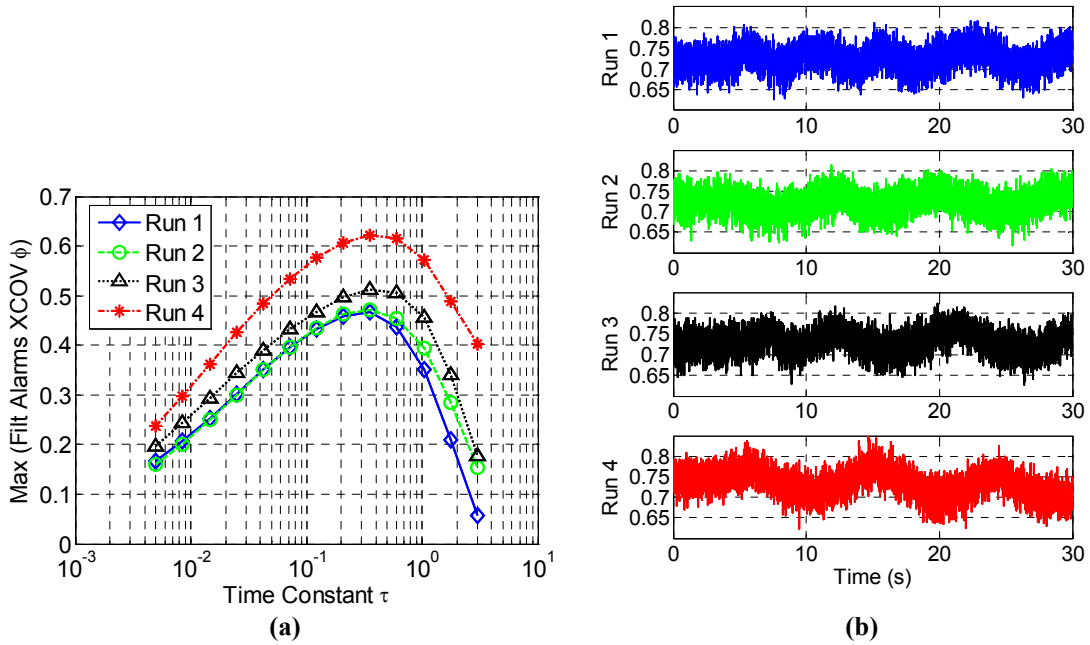 0.7
0.6
0.5
0.4
0.3
0.2
0.1
0
Max (Filt Alarms XCOV ϕ)
Run 1
Run 2
Run 3
Run 4
10⁻³ 10⁻² 10⁻¹ 10⁰ 10¹
Time Constant τ
(a)
Run 1
0.8
0.75
0.7
0.65
0 10 20 30
Run 2
0.8
0.75
0.7
0.65
0 10 20 30
Run 3
0.8
0.75
0.7
0.65
0 10 20 30
Run 4
0.8
0.75
0.7
0.65
0 10 20 30
Time (s)
(b)